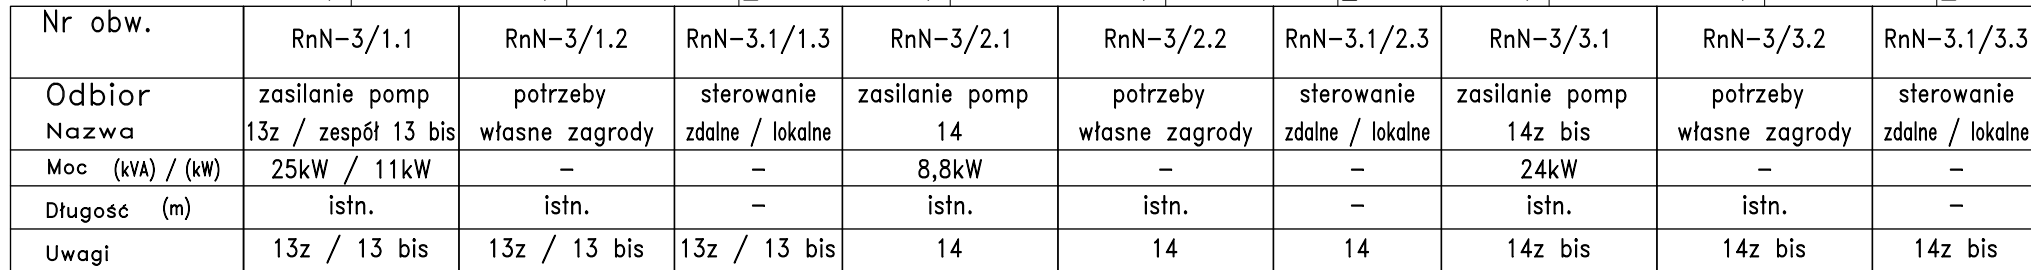 Nr obw. RnN-3/1.1 RnN-3/1.2 RnN-3.1/1.3 RnN-3/2.1 RnN-3/2.2 RnN-3.1/2.3 RnN-3/3.1 RnN-3/3.2 RnN-3.1/3.3
Odbior zasilanie pomp potrzeby sterowanie zasilanie pomp potrzeby sterowanie zasilanie pomp potrzeby sterowanie
Nazwa 13z / zespół 13 bis własne zagrody zdalne / lokalne 14 własne zagrody zdalne / lokalne 14z bis własne zagrody zdalne / lokalne
Moc (kVA) / (kW) 25kW / 11kW - - 8,8kW - - 24kW - -
Długość (m) istn. istn. - istn. istn. - istn. istn. -
Uwagi 13z / 13 bis 13z / 13 bis 13z / 13 bis 14 14 14 14z bis 14z bis 14z bis